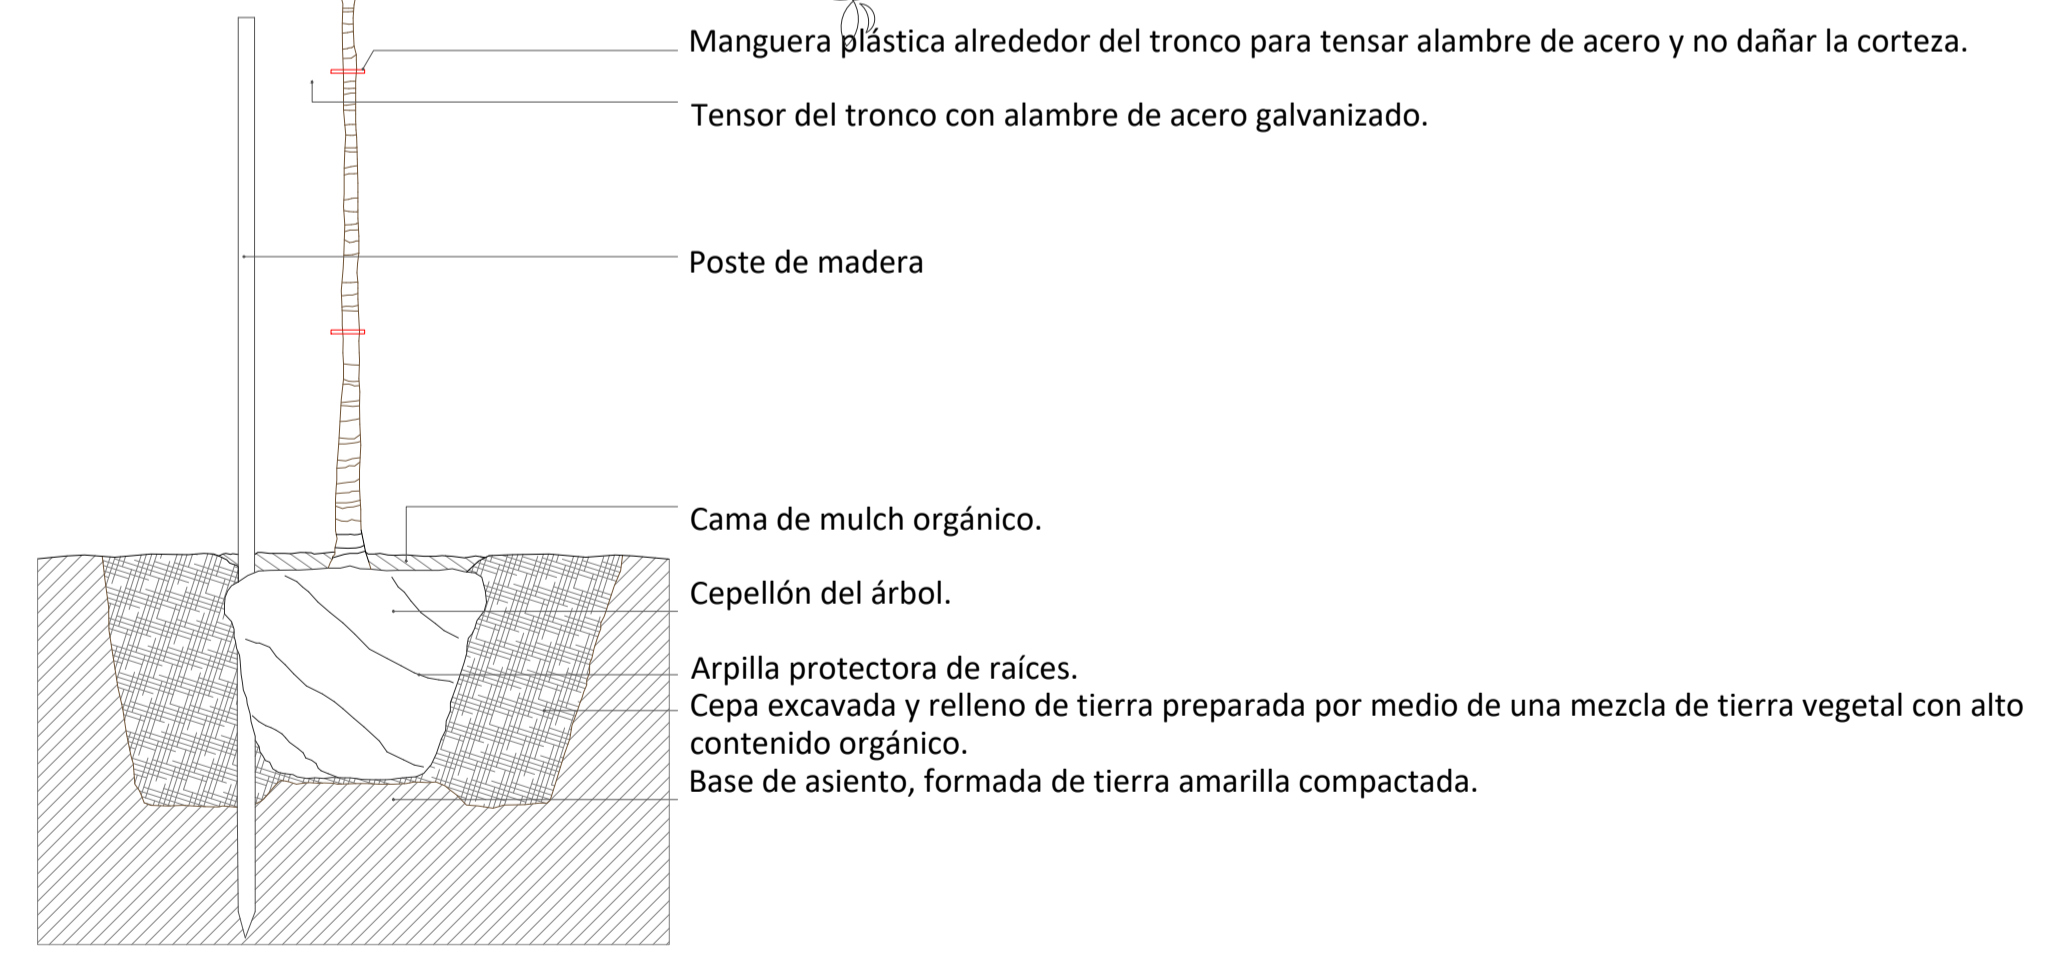 Manguera plástica alrededor del tronco para tensar alambre de acero y no dañar la corteza.
Tensor del tronco con alambre de acero galvanizado.
Poste de madera
Cama de mulch orgánico.
Cepellón del árbol.
Arpilla protectora de raíces.
Cepa excavada y relleno de tierra preparada por medio de una mezcla de tierra vegetal con alto
contenido orgánico.
Base de asiento, formada de tierra amarilla compactada.